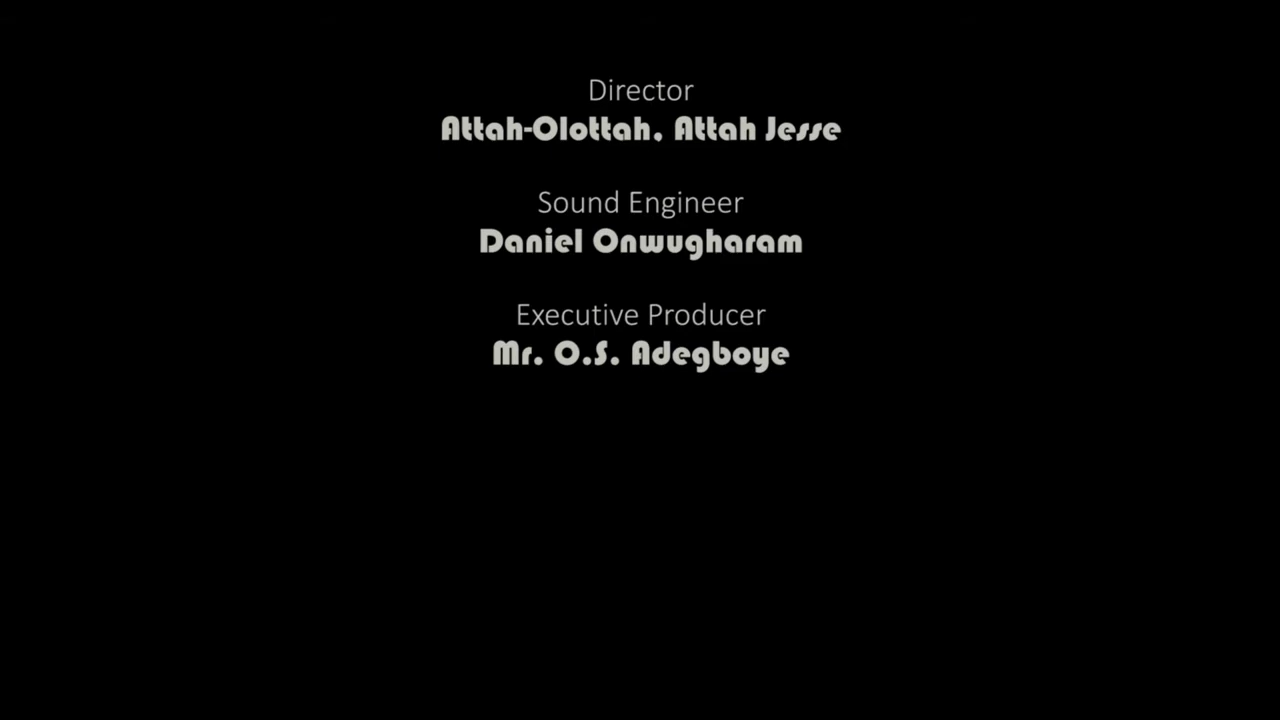 Director
Attah-Olottah, Attah Jesse
Sound Engineer
Daniel Onwugharam
Executive Producer
Mr. O.S. Adegboye